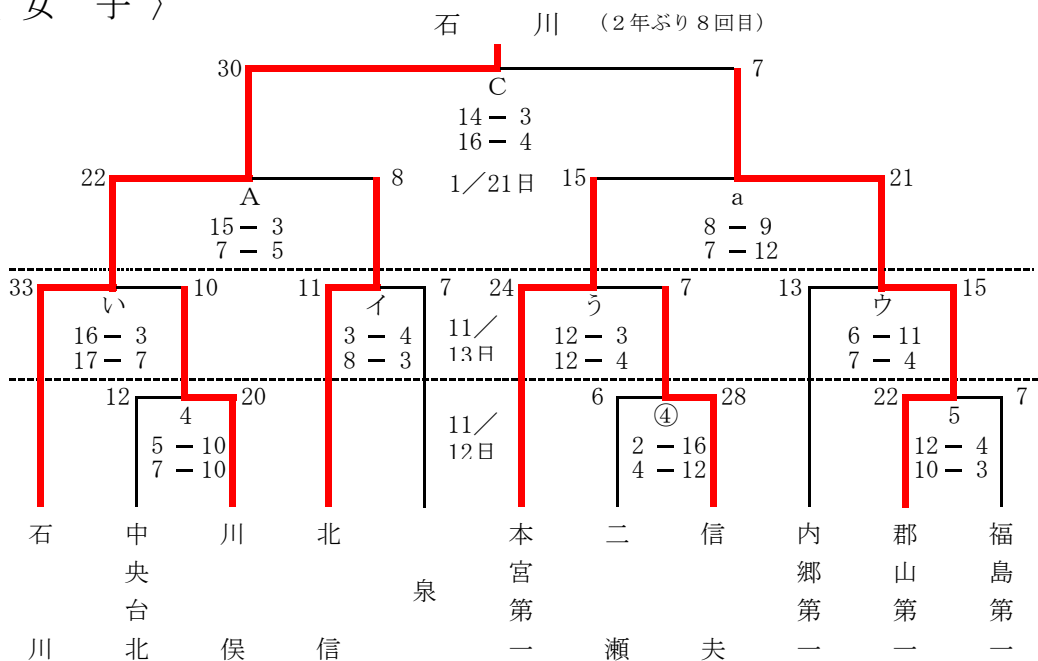 女 子 〉
石 川 （２年ぶり８回目）
30 7
C
14 ー 3
16 ー 4
22 8 1／21日 15 21
A a
15 ー 3 8 ー 9
7 ー 5 7 ー 12
33 10 11 7 24 7 13 15
い イ う ウ
16 ー 3 3 ー 4 11／ 12 ー 3 6 ー 11
17 ー 7 8 ー 3 13日 12 ー 4 7 ー 4
12 20 6 28 22 7
4 11／ ④ 5
5 ー 10 12日 2 ー 16 12 ー 4
7 ー 10 4 ー 12 10 ー 3
石川
中央台北
川俣
北信
泉
本宮第一
二瀬
信夫
内郷第一
郡山第一
福島第一